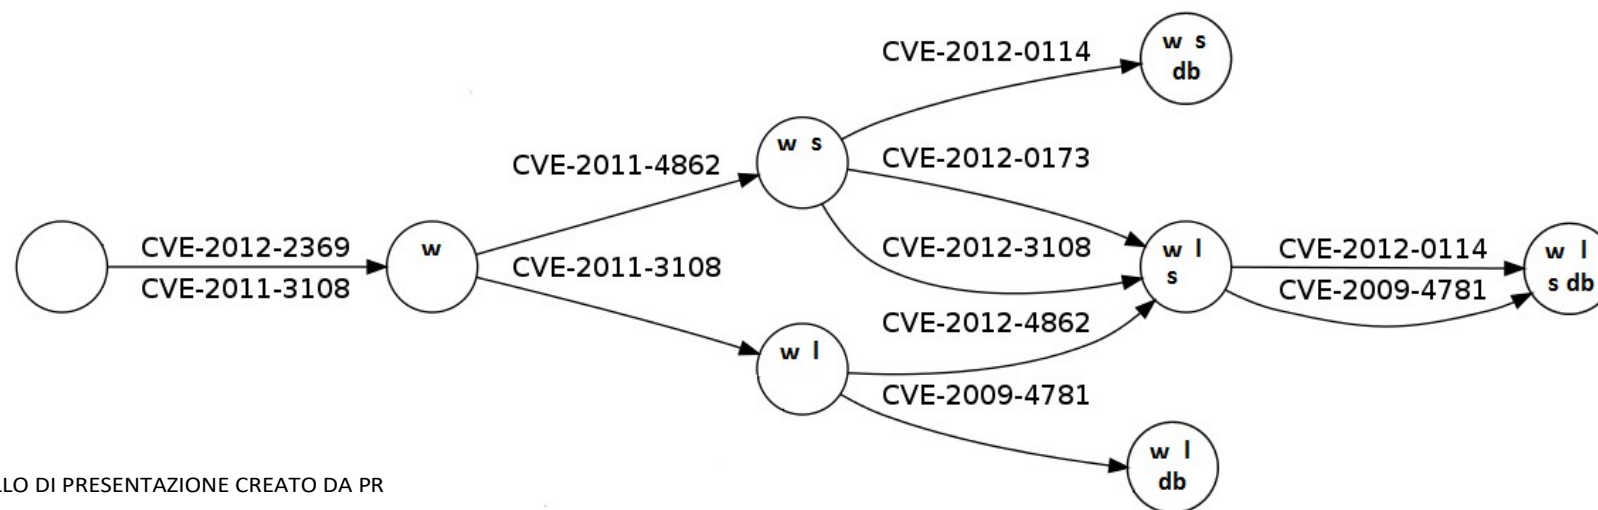 CVE-2012-2369
CVE-2011-3108
w
CVE-2011-4862
CVE-2011-3108
w s
w l
CVE-2012-0114
CVE-2012-0173
CVE-2012-3108
CVE-2012-4862
CVE-2009-4781
w s
db
w l
s
w l
db
CVE-2012-0114
CVE-2009-4781
w l
s db
LLO DI PRESENTAZIONE CREATO DA PR